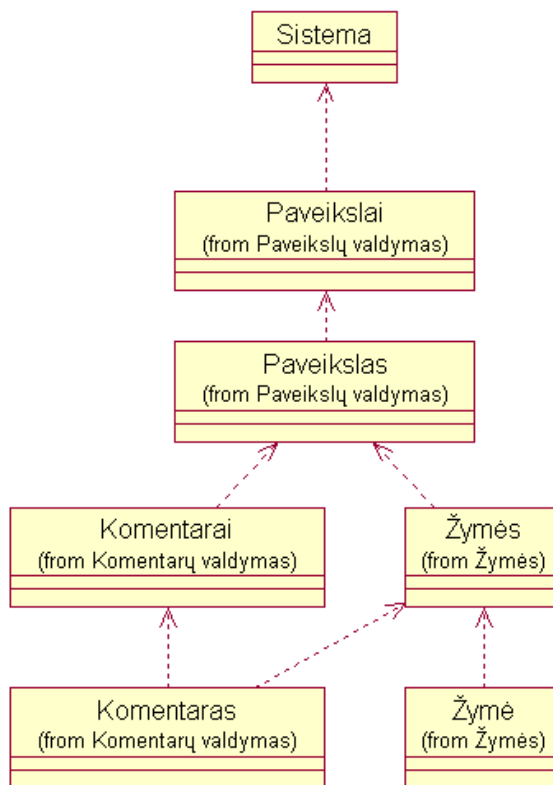 Sistema
Paveikslai
(from Paveikslų valdymas)
Paveikslas
(from Paveikslų valdymas)
Komentarai
(from Komentarų valdymas)
Žymės
(from Žymės)
Komentaras
(from Komentarų valdymas)
Žymė
(from Žymės)